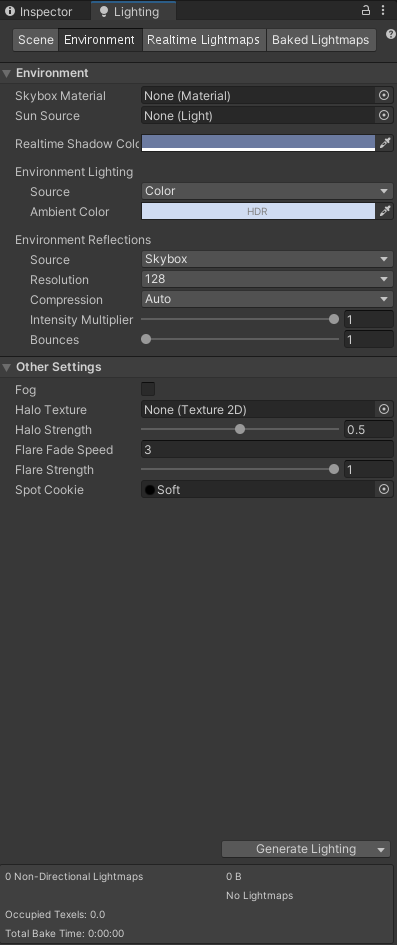 Inspector Lighting
Scene Environment Realtime Lightmaps Baked Lightmaps ?
Environment
Skybox Material None (Material)
Sun Source None (Light)
Realtime Shadow Colo
Environment Lighting
Source Color
Ambient Color HDR
Environment Reflections
Source Skybox
Resolution 128
Compression Auto
Intensity Multiplier 1
Bounces 1
Other Settings
Fog
Halo Texture None (Texture 2D)
Halo Strength 0.5
Flare Fade Speed 3
Flare Strength 1
Spot Cookie Soft
Generate Lighting
0 Non-Directional Lightmaps 0 B
No Lightmaps
Occupied Texels: 0.0
Total Bake Time: 0:00:00